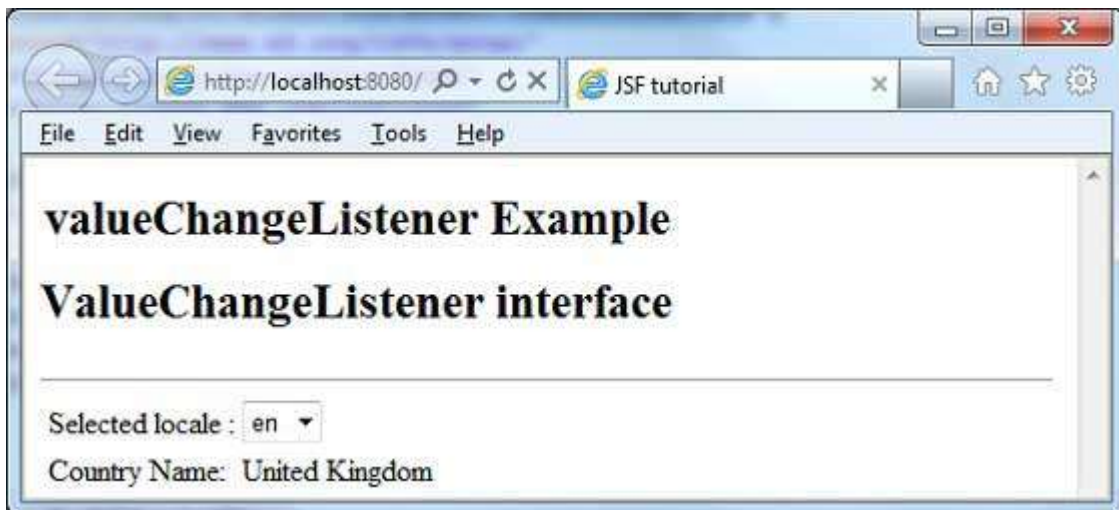 http://localhost:8080/
JSF tutorial
File Edit View Favorites Tools Help
valueChangeListener Example
ValueChangeListener interface
Selected locale : en
Country Name: United Kingdom